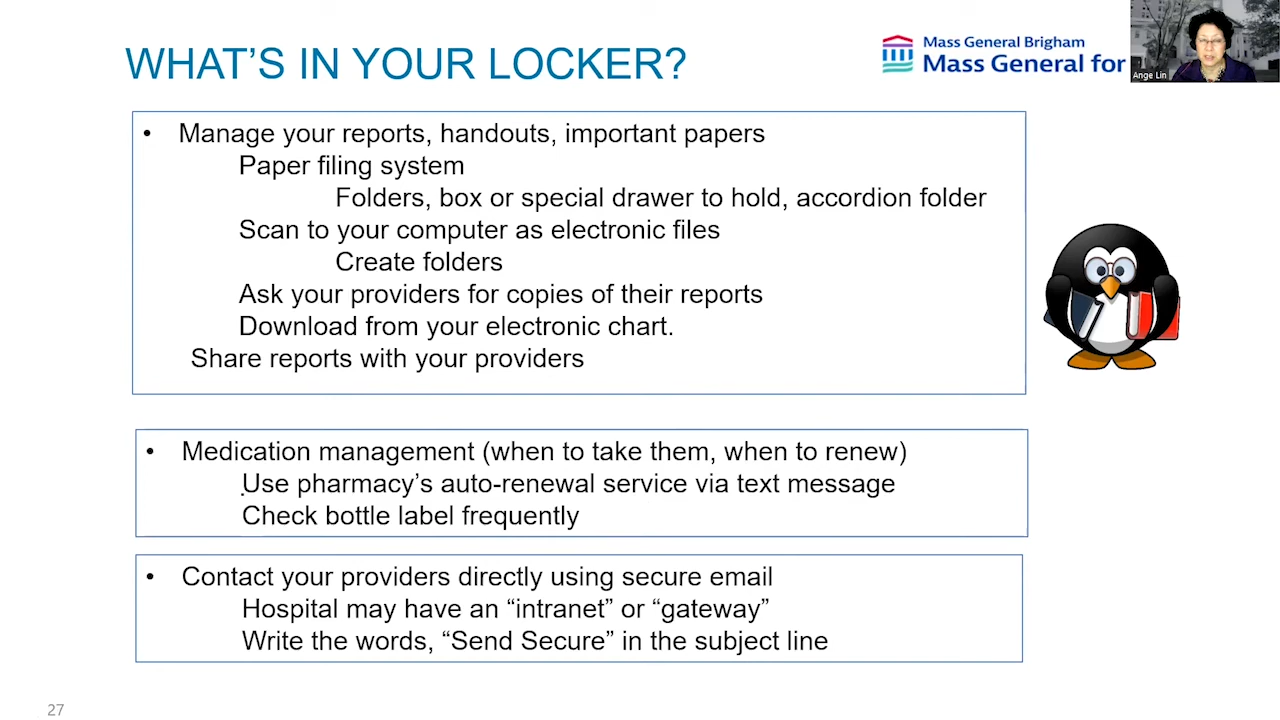 WHAT'S IN YOUR LOCKER?
Mass General Brigham
Mass General for
Ange Lin
• Manage your reports, handouts, important papers
Paper filing system
Folders, box or special drawer to hold, accordion folder
Scan to your computer as electronic files
Create folders
Ask your providers for copies of their reports
Download from your electronic chart.
Share reports with your providers
• Medication management (when to take them, when to renew)
Use pharmacy's auto-renewal service via text message
Check bottle label frequently
• Contact your providers directly using secure email
Hospital may have an “intranet” or “gateway”
Write the words, “Send Secure” in the subject line
27